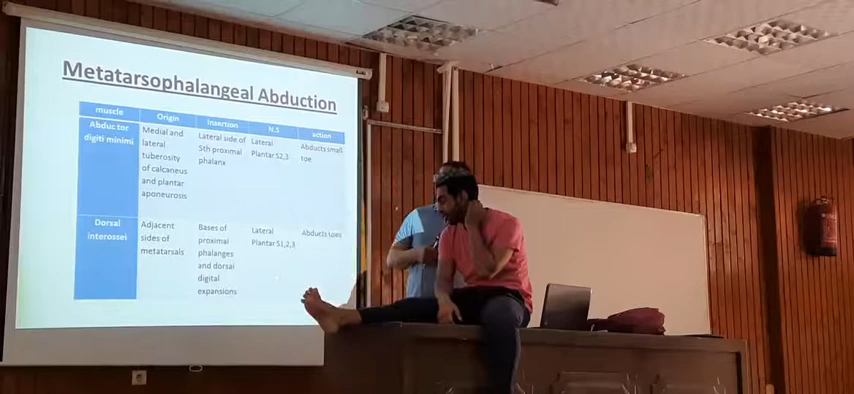 Metatarsophalangeal Abduction
muscle Origin Insertion N.S action
Abductor
digiti minimi
Medial and
lateral
tuberosity
of calcaneus
and plantar
aponeurosis
Lateral side of
5th proximal
phalanx
Lateral
Plantar S2,3
Abducts small
toe
Dorsal
interossei
Adjacent
sides of
metatarsals
Bases of
proximal
phalanges
and dorsal
digital
expansions
Lateral
Plantar S1,2,3
Abducts toes